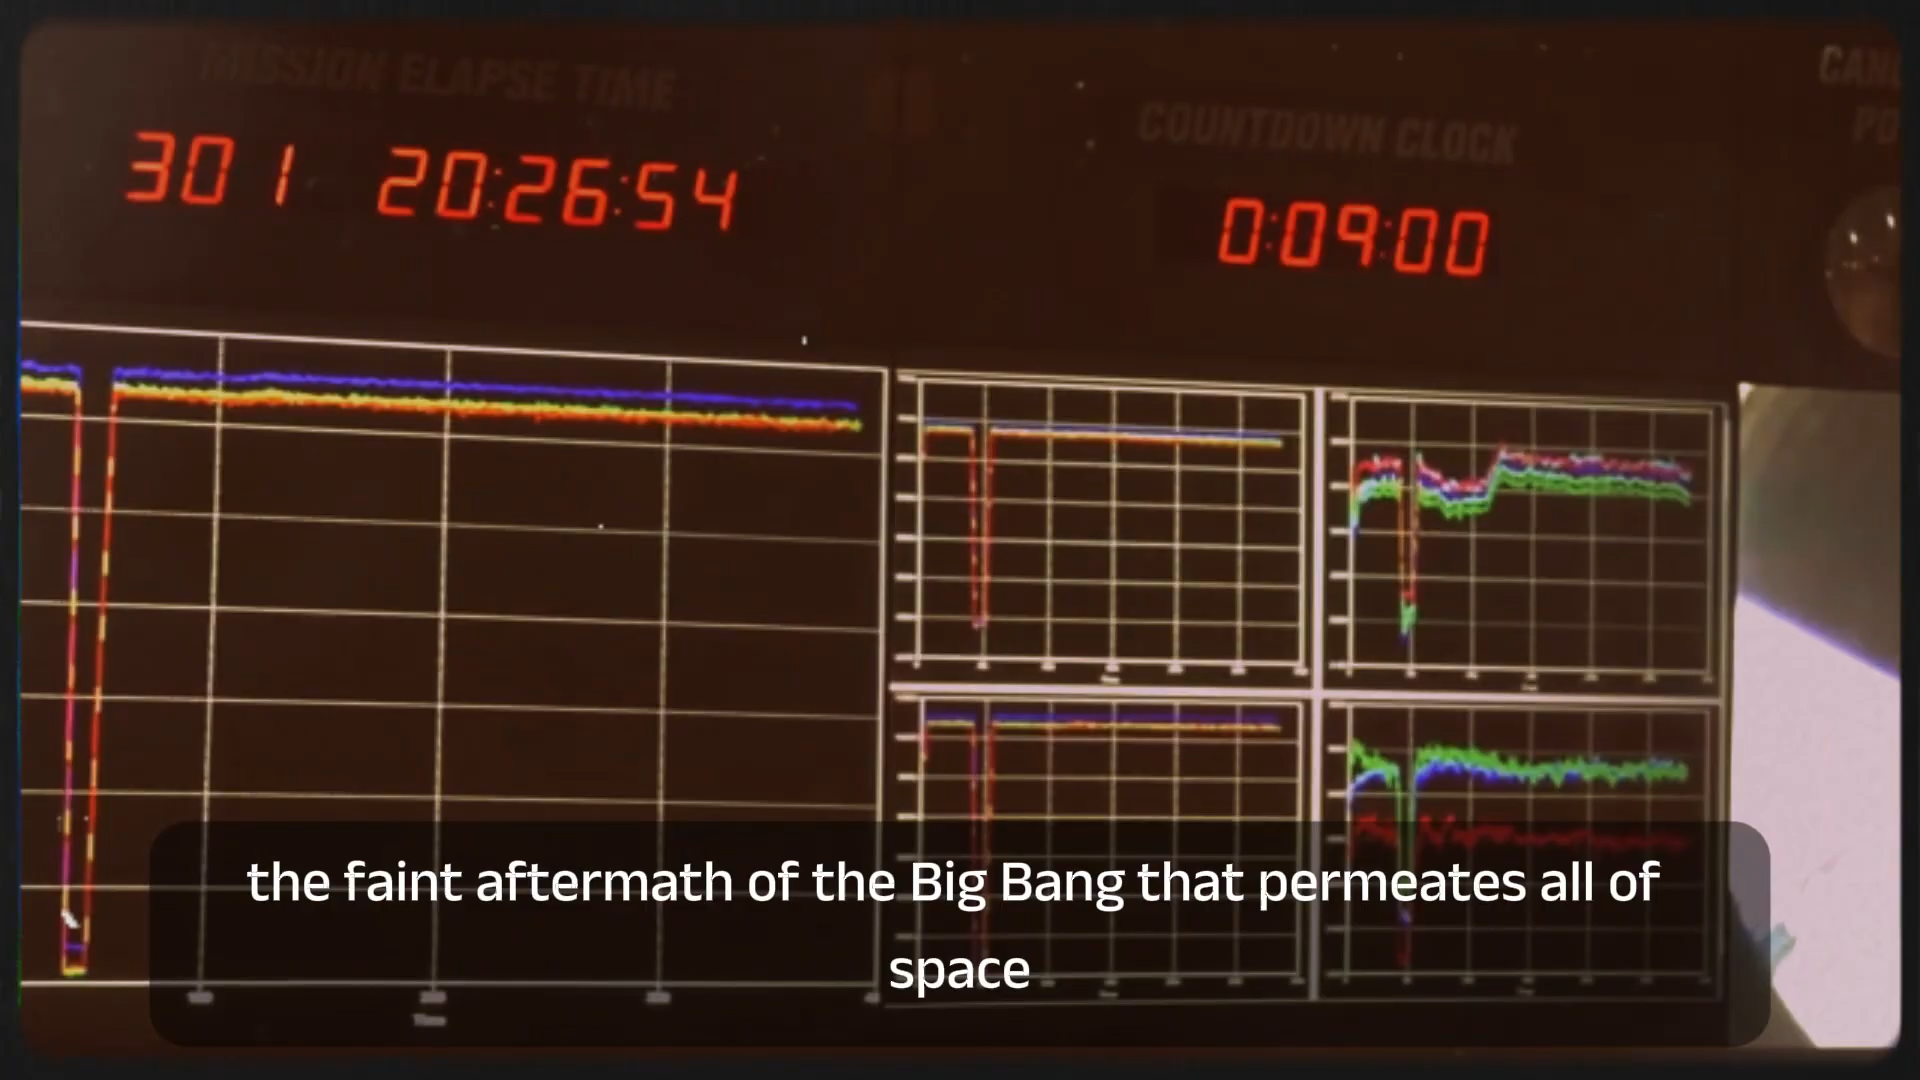 MISSION ELAPSE TIME
301 20:26:54
COUNTDOWN CLOCK
0:09:00
the faint aftermath of the Big Bang that permeates all of
space
Time